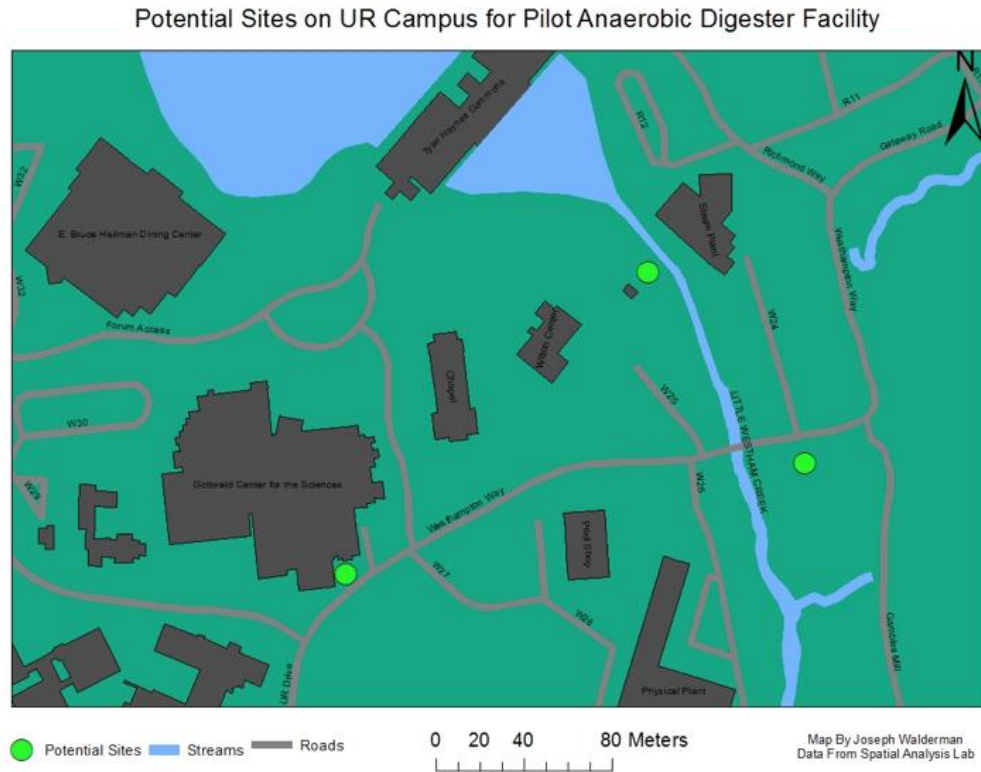 Potential Sites on UR Campus for Pilot Anaerobic Digester Facility
N
Tyler Haynes Commons
R12
R11
Gateway Road
Richmond Way
W32
E. Bruce Heilman Dining Center
Steam Plant
Westhampton Way
W32
Forum Access
Wilton Center
W24
Chapel
W25
LITTLE WESTHAM CREEK
W30
Gottwald Center for the Sciences
W29
W26
Westhampton Way
Print Shop
W27
W28
Gambles Mill
UR Drive
Physical Plant
Potential Sites
Streams
Roads
0 20 40 80 Meters
Map By Joseph Walderman
Data From Spatial Analysis Lab